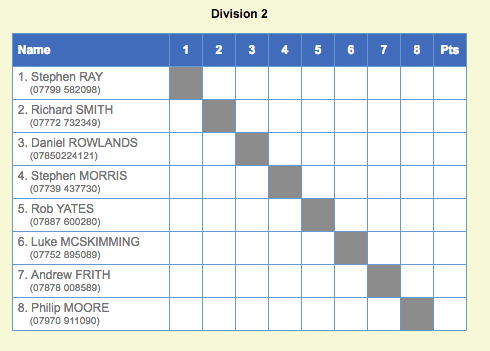 Division 2
Name 1 2 3 4 5 6 7 8 Pts
1. Stephen RAY
(07799 582098)
2. Richard SMITH
(07772 732349)
3. Daniel ROWLANDS
(07850224121)
4. Stephen MORRIS
(07739 437730)
5. Rob YATES
(07887 600280)
6. Luke MCSKIMMING
(07752 895089)
7. Andrew FRITH
(07878 008589)
8. Philip MOORE
(07970 911090)